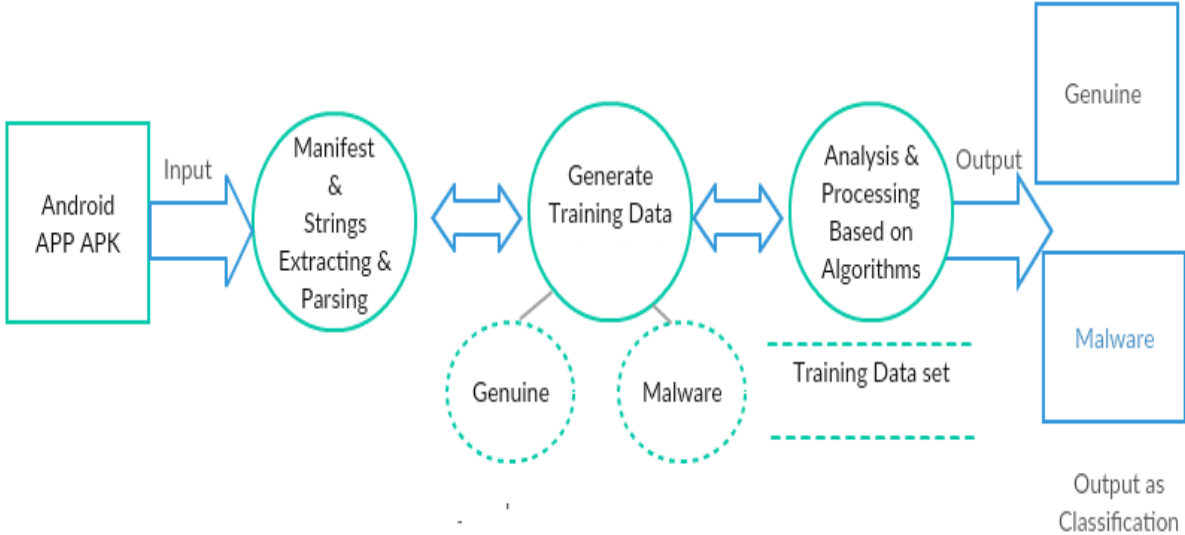 Android
APP APK
Input
Manifest
&
Strings
Extracting &
Parsing
Generate
Training Data
Genuine
Malware
Analysis &
Processing
Based on
Algorithms
Training Data set
Output
Genuine
Malware
Output as
Classification